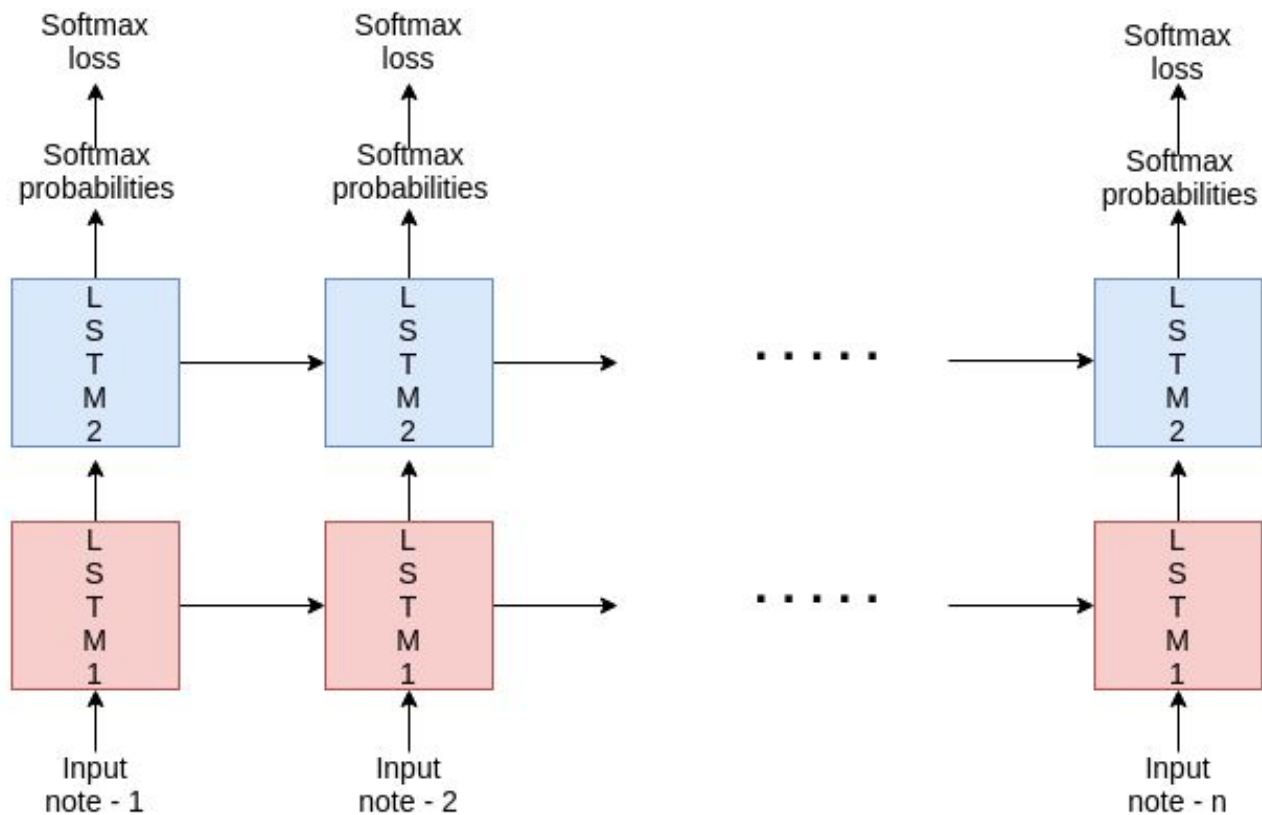 Softmax
loss
Softmax
loss
Softmax
loss
Softmax
probabilities
Softmax
probabilities
Softmax
probabilities
L
S
T
M
2
L
S
T
M
2
.....
L
S
T
M
2
L
S
T
M
1
L
S
T
M
1
.....
L
S
T
M
1
Input
note - 1
Input
note - 2
Input
note - n